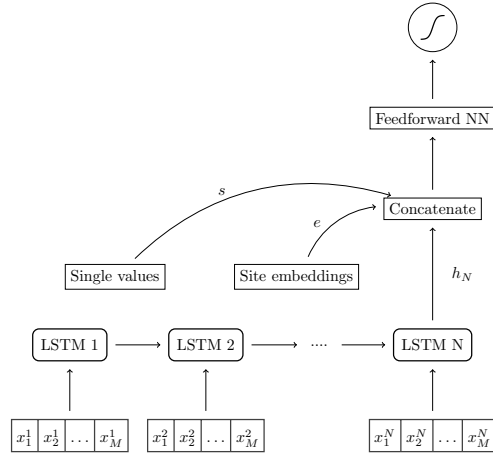 Feedforward NN
s
Concatenate
e
Single values
Site embeddings
h_N
LSTM 1
LSTM 2
....
LSTM N
x_1^1 x_2^1 ... x_M^1
x_1^2 x_2^2 ... x_M^2
x_1^N x_2^N ... x_M^N